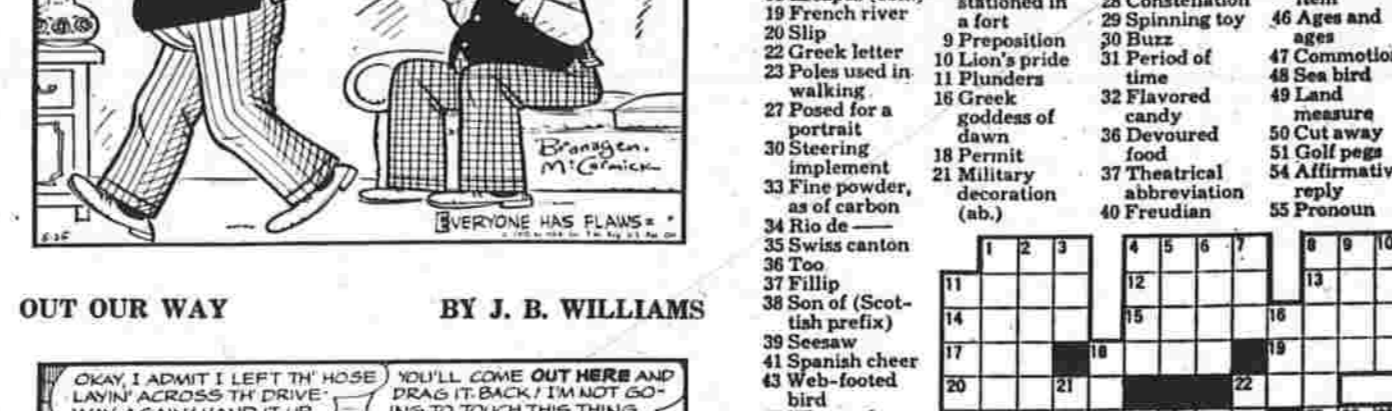 Branagen.
McCormick
EVERYONE HAS FLAWS=
5-25
OUT OUR WAY
BY J. B. WILLIAMS
OKAY, I ADMIT I LEFT TH' HOSE
LAYIN' ACROSS TH' DRIVE-
YOU'LL COME OUT HERE AND
DRAG IT BACK! I'M NOT GO-
ING TO TOUCH THIS THING
19 French river
20 Slip
22 Greek letter
23 Poles used in
walking
27 Posed for a
portrait
30 Steering
implement
33 Fine powder,
as of carbon
34 Rio de ——
35 Swiss canton
36 Too
37 Fillip
38 Son of (Scot-
tish prefix)
39 Seesaw
41 Spanish cheer
43 Web-footed
bird
stationed in
a fort
9 Preposition
10 Lion's pride
11 Plunders
16 Greek
goddess of
dawn
18 Permit
21 Military
decoration
(ab.)
28 Constellation
29 Spinning toy
30 Buzz
31 Period of
time
32 Flavored
candy
36 Devoured
food
37 Theatrical
abbreviation
40 Freudian
item
46 Ages and
ages
47 Commotion
48 Sea bird
49 Land
measure
50 Cut away
51 Golf pegs
54 Affirmativ
reply
55 Pronoun
1 2 3 4 5 6 7 8 9 10
11 12 13
14 15 16
17 18 19
20 21 22